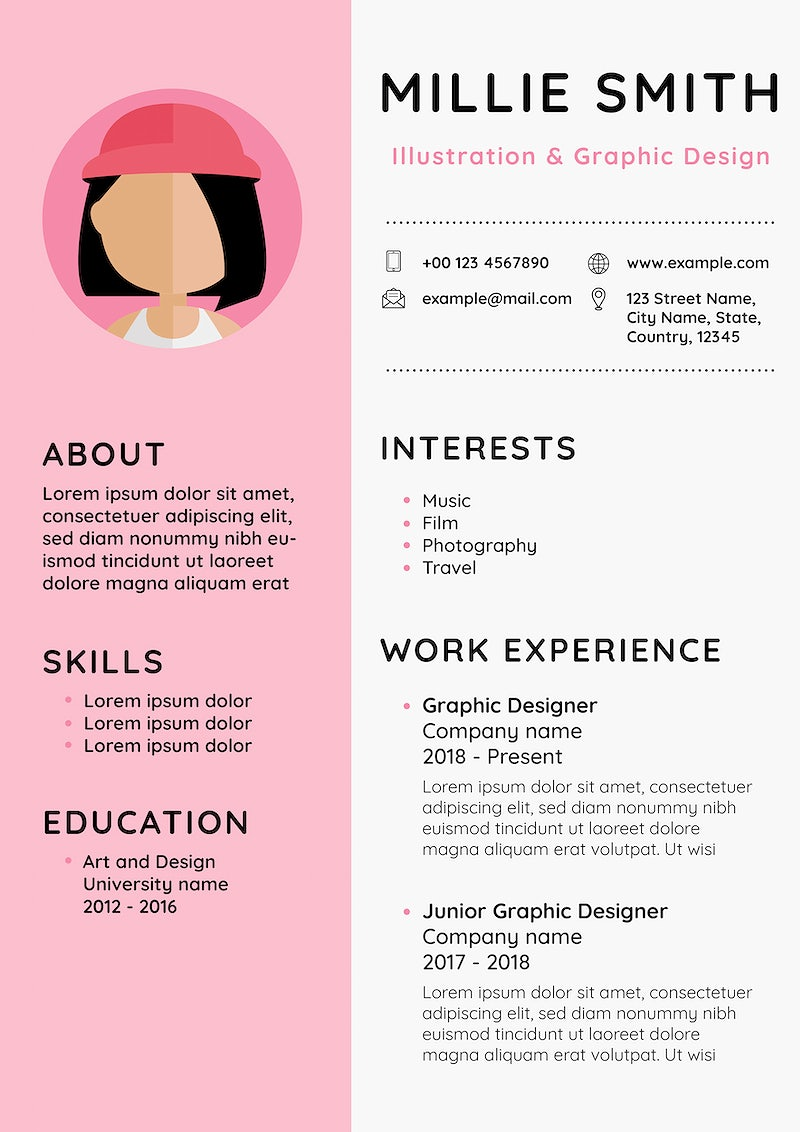 MILLIE SMITH
Illustration & Graphic Design
+00 123 4567890
www.example.com
example@mail.com
123 Street Name,
City Name, State,
Country, 12345
ABOUT
Lorem ipsum dolor sit amet,
consectetuer adipiscing elit,
sed diam nonummy nibh eu-
ismod tincidunt ut laoreet
dolore magna aliquam erat
SKILLS
Lorem ipsum dolor
Lorem ipsum dolor
Lorem ipsum dolor
EDUCATION
Art and Design
University name
2012 - 2016
INTERESTS
Music
Film
Photography
Travel
WORK EXPERIENCE
Graphic Designer
Company name
2018 - Present
Lorem ipsum dolor sit amet, consectetuer
adipiscing elit, sed diam nonummy nibh
euismod tincidunt ut laoreet dolore
magna aliquam erat volutpat. Ut wisi
Junior Graphic Designer
Company name
2017 - 2018
Lorem ipsum dolor sit amet, consectetuer
adipiscing elit, sed diam nonummy nibh
euismod tincidunt ut laoreet dolore
magna aliquam erat volutpat. Ut wisi